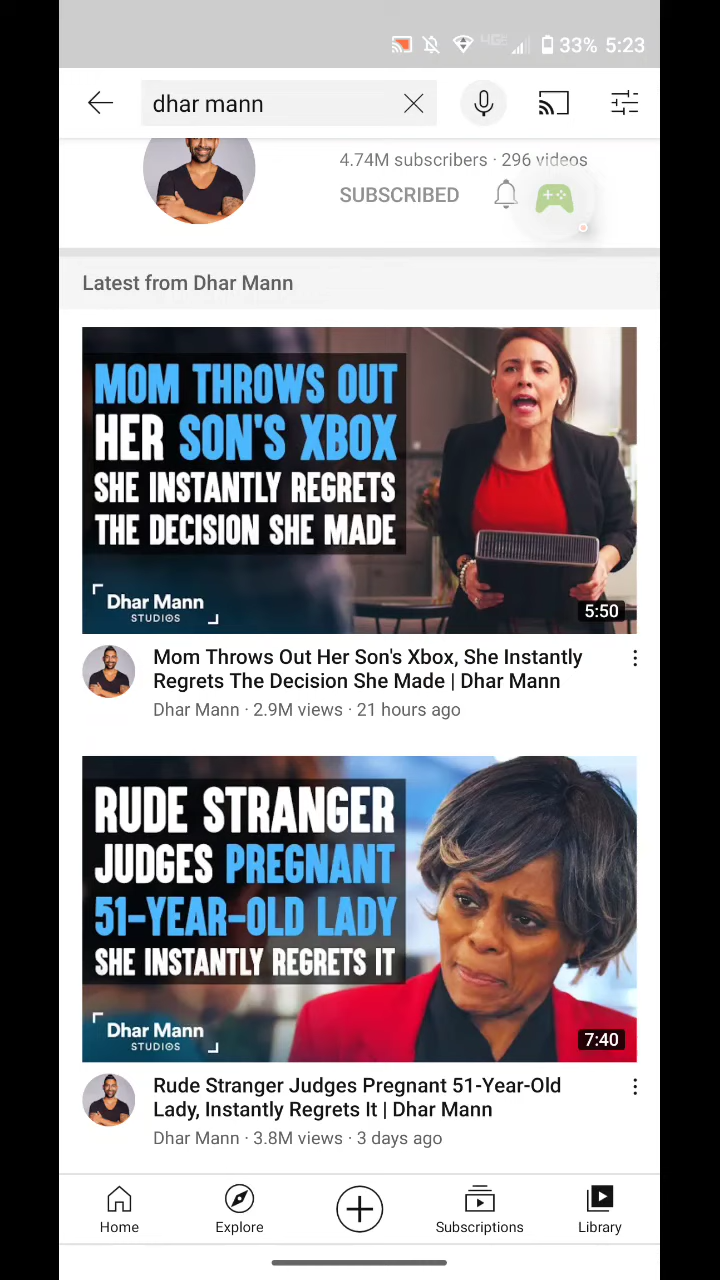 33% 5:23
dhar mann
4.74M subscribers · 296 videos
SUBSCRIBED
Latest from Dhar Mann
MOM THROWS OUT
HER SON'S XBOX
SHE INSTANTLY REGRETS
THE DECISION SHE MADE
Dhar Mann
STUDIOS
5:50
Mom Throws Out Her Son's Xbox, She Instantly
Regrets The Decision She Made | Dhar Mann
Dhar Mann · 2.9M views · 21 hours ago
RUDE STRANGER
JUDGES PREGNANT
51-YEAR-OLD LADY
SHE INSTANTLY REGRETS IT
Dhar Mann
STUDIOS
7:40
Rude Stranger Judges Pregnant 51-Year-Old
Lady, Instantly Regrets It | Dhar Mann
Dhar Mann · 3.8M views · 3 days ago
Home Explore Subscriptions Library